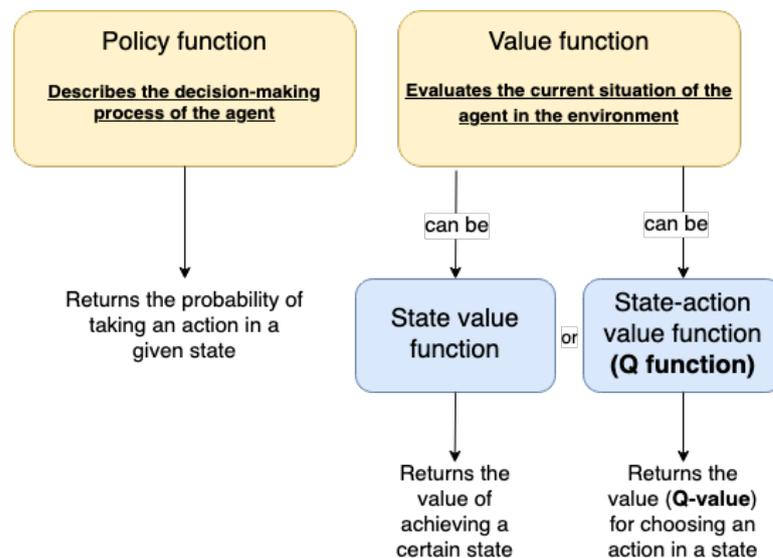 Policy function
Describes the decision-making
process of the agent
Value function
Evaluates the current situation of the
agent in the environment
can be
can be
Returns the probability of
taking an action in a
given state
State value
function
or
State-action
value function
(Q function)
Returns the
value of
achieving a
certain state
Returns the
value (Q-value)
for choosing an
action in a state